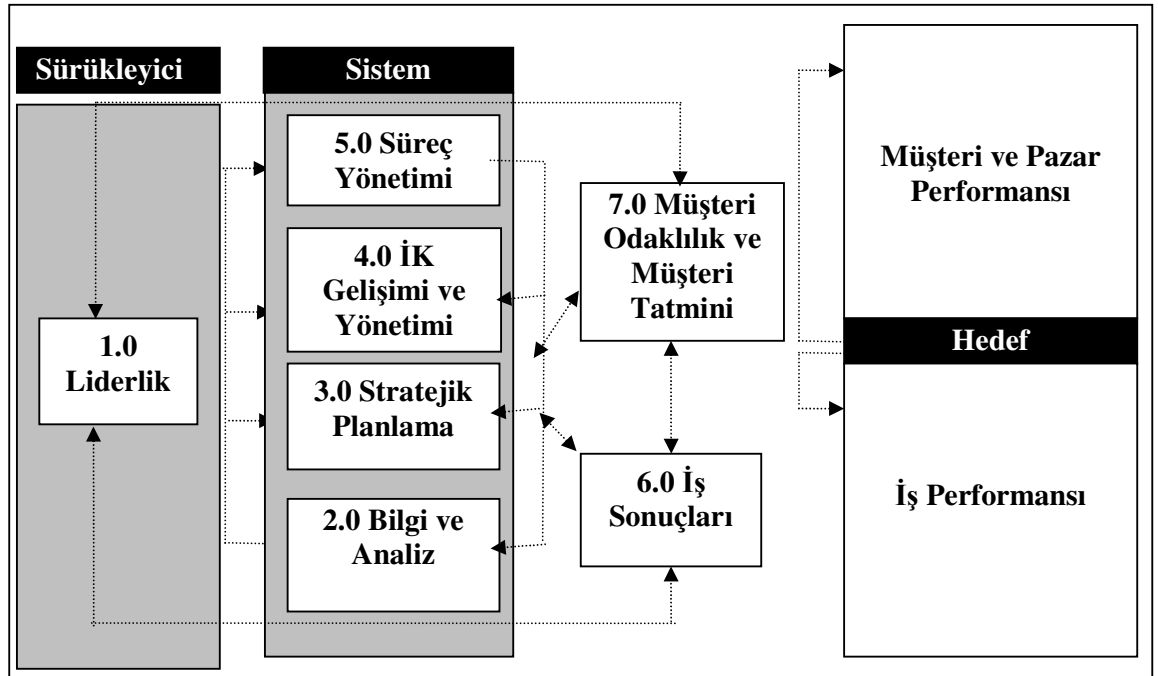 Sürükleyici
1.0
Liderlik
Sistem
5.0 Süreç
Yönetimi
4.0 İK
Gelişimi ve
Yönetimi
3.0 Stratejik
Planlama
2.0 Bilgi ve
Analiz
7.0 Müşteri
Odaklılık ve
Müşteri
Tatmini
6.0 İş
Sonuçları
Müşteri ve Pazar
Performansı
Hedef
İş Performansı